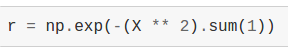 r = np.exp(-(X ** 2).sum(1))